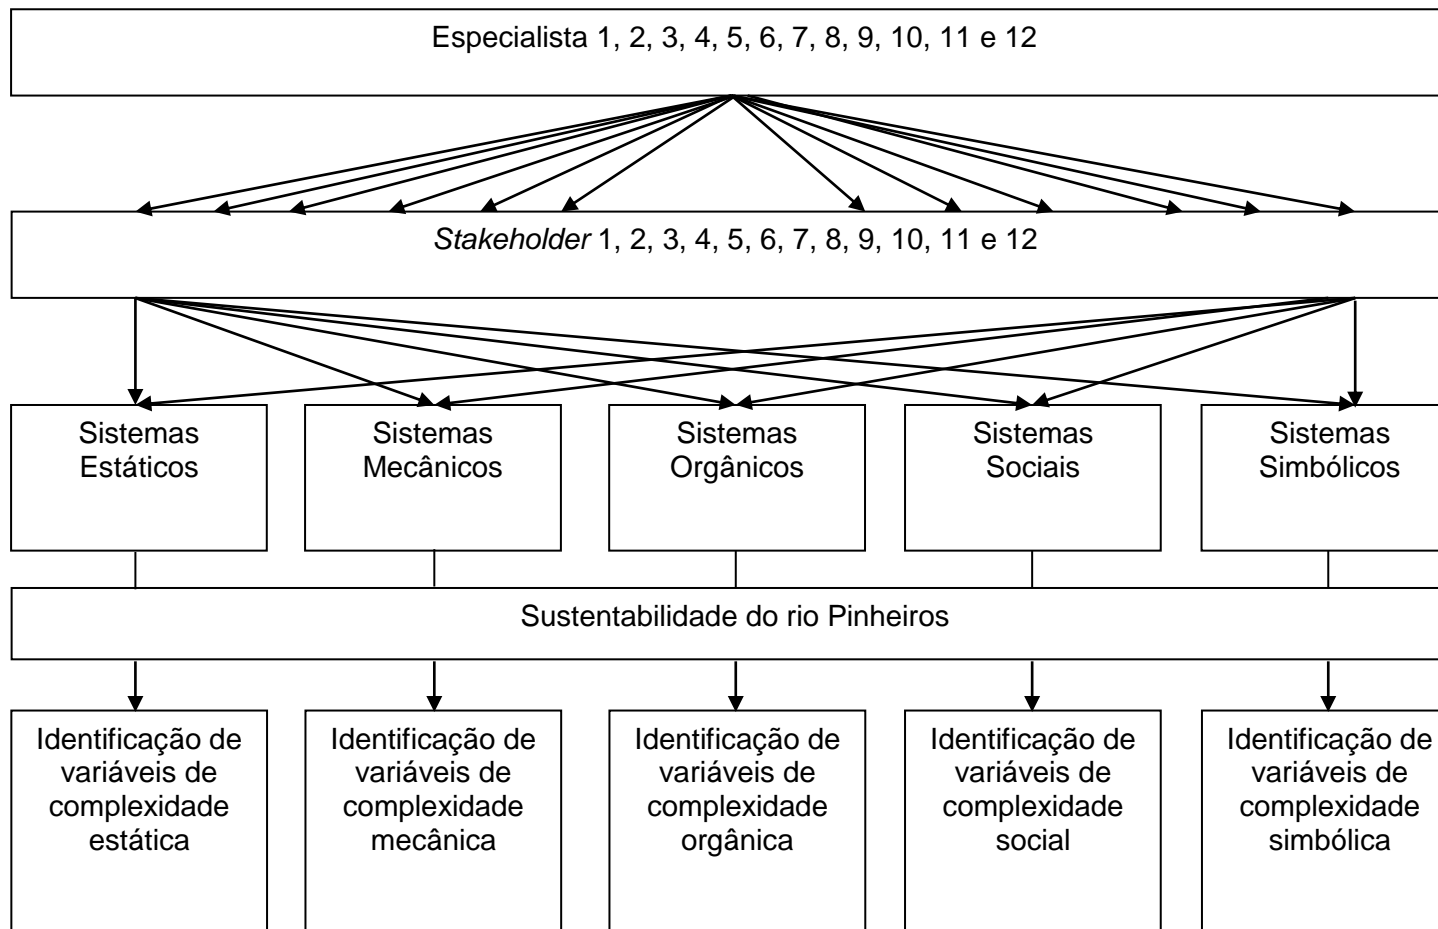 Especialista 1, 2, 3, 4, 5, 6, 7, 8, 9, 10, 11 e 12
Stakeholder 1, 2, 3, 4, 5, 6, 7, 8, 9, 10, 11 e 12
Sistemas
Estáticos
Sistemas
Mecânicos
Sistemas
Orgânicos
Sistemas
Sociais
Sistemas
Simbólicos
Sustentabilidade do rio Pinheiros
Identificação de
variáveis de
complexidade
estática
Identificação de
variáveis de
complexidade
mecânica
Identificação de
variáveis de
complexidade
orgânica
Identificação de
variáveis de
complexidade
social
Identificação de
variáveis de
complexidade
simbólica